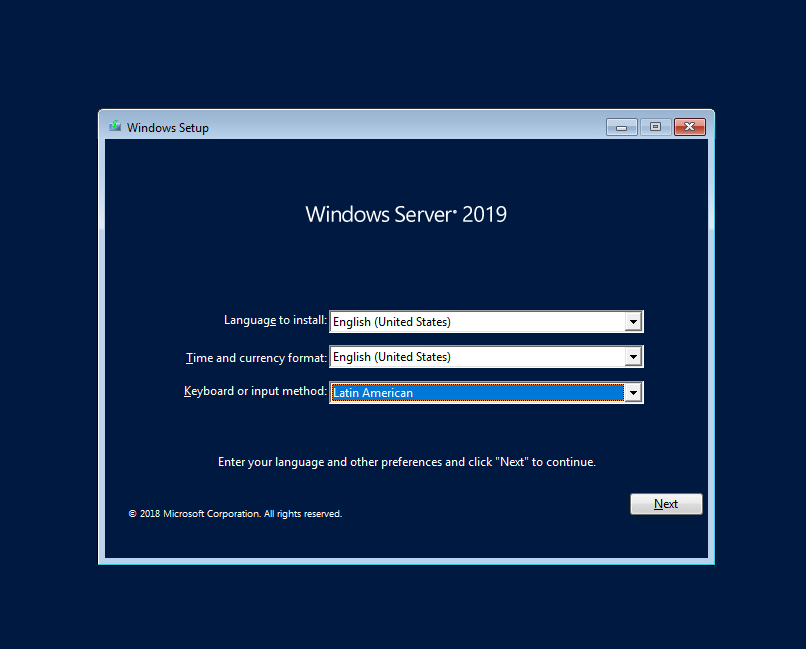 Windows Setup
Windows Server® 2019
Language to install: English (United States)
Time and currency format: English (United States)
Keyboard or input method: Latin American
Enter your language and other preferences and click "Next" to continue.
Next
© 2018 Microsoft Corporation. All rights reserved.